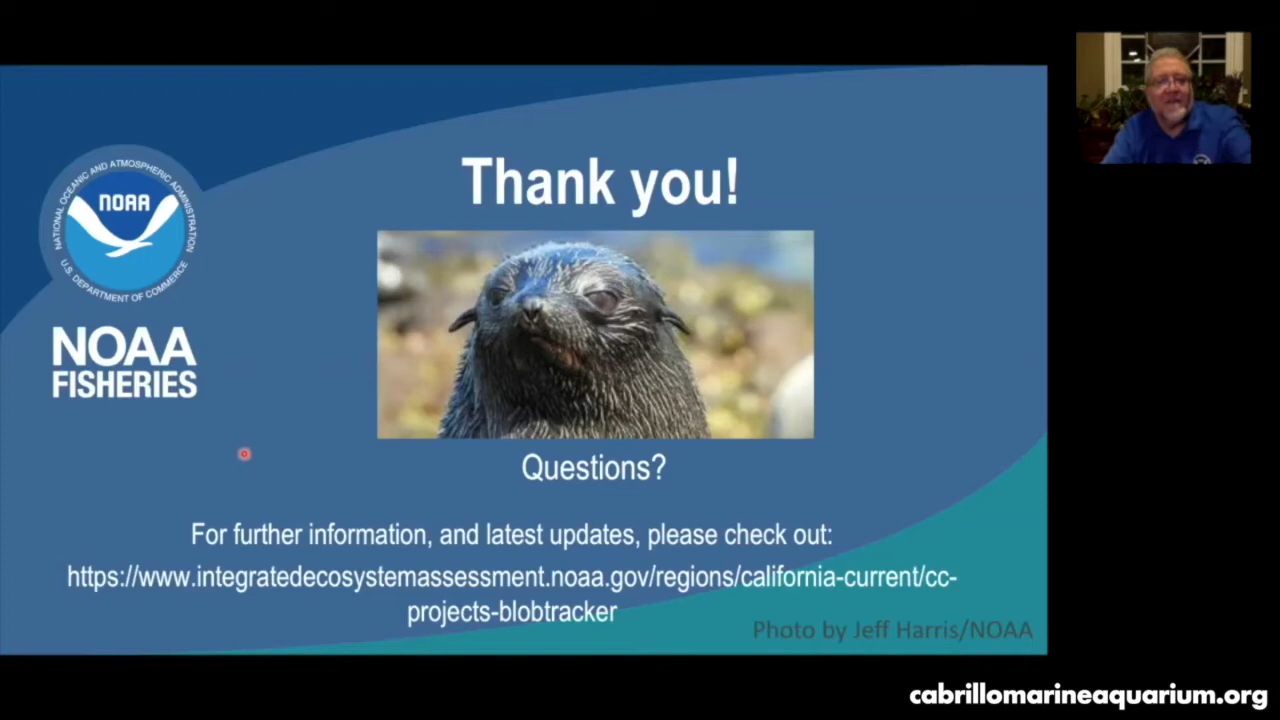 Thank you!
NATIONAL OCEANIC AND ATMOSPHERIC ADMINISTRATION
NOAA
U.S. DEPARTMENT OF COMMERCE
NOAA
FISHERIES
Questions?
For further information, and latest updates, please check out:
https://www.integratedecosystemassessment.noaa.gov/regions/california-current/cc-
projects-blobtracker
Photo by Jeff Harris/NOAA
cabrillomarineaquarium.org